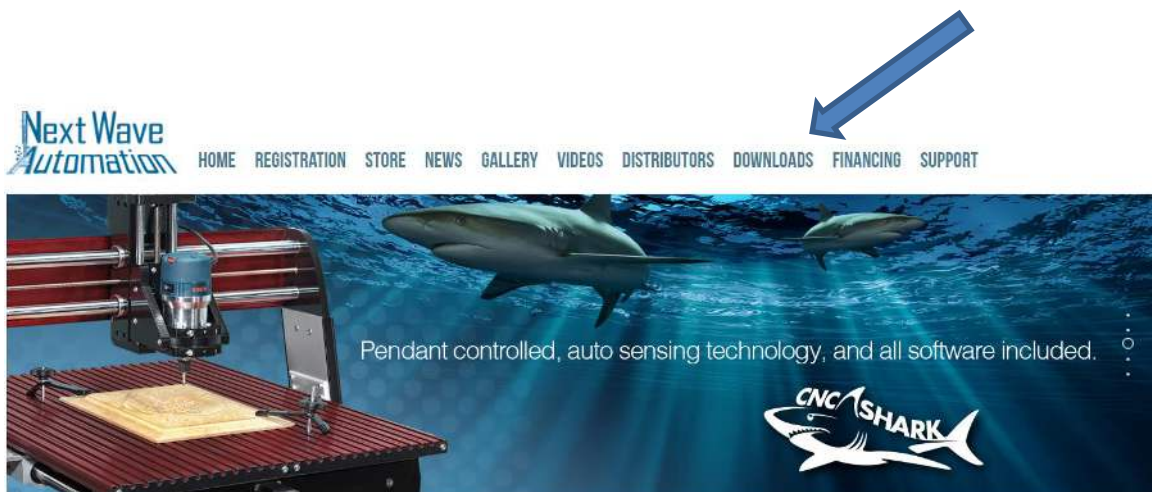 Next Wave
Automation
HOME REGISTRATION STORE NEWS GALLERY VIDEOS DISTRIBUTORS DOWNLOADS FINANCING SUPPORT
Pendant controlled, auto sensing technology, and all software included.
CNC SHARK